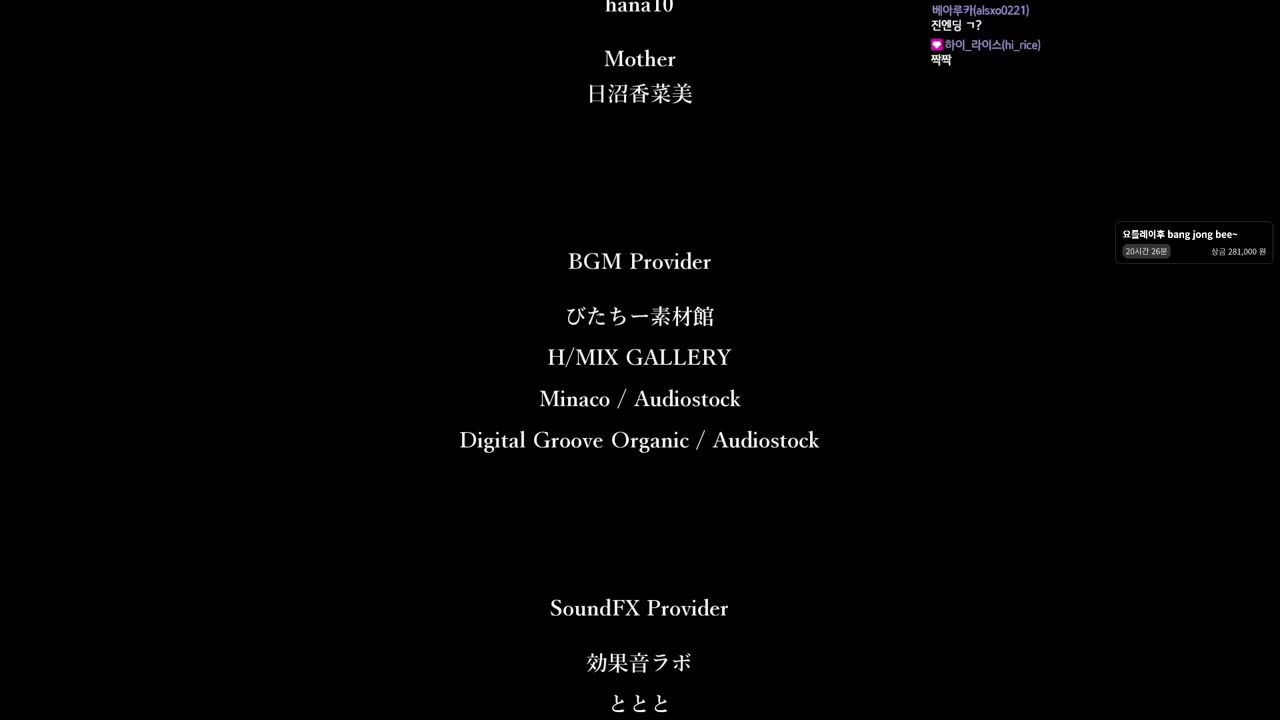 hana10
Mother
日沼香菜美
BGM Provider
びたちー素材館
H/MIX GALLERY
Minaco / Audiostock
Digital Groove Organic / Audiostock
SoundFX Provider
効果音ラボ
ととと
베아루카(alsxo0221)
진엔딩 ㄱ?
하이_라이스(hi_rice)
짝짝
요를레이후 bang jong bee~
20시간 26분
상금 281,000 원